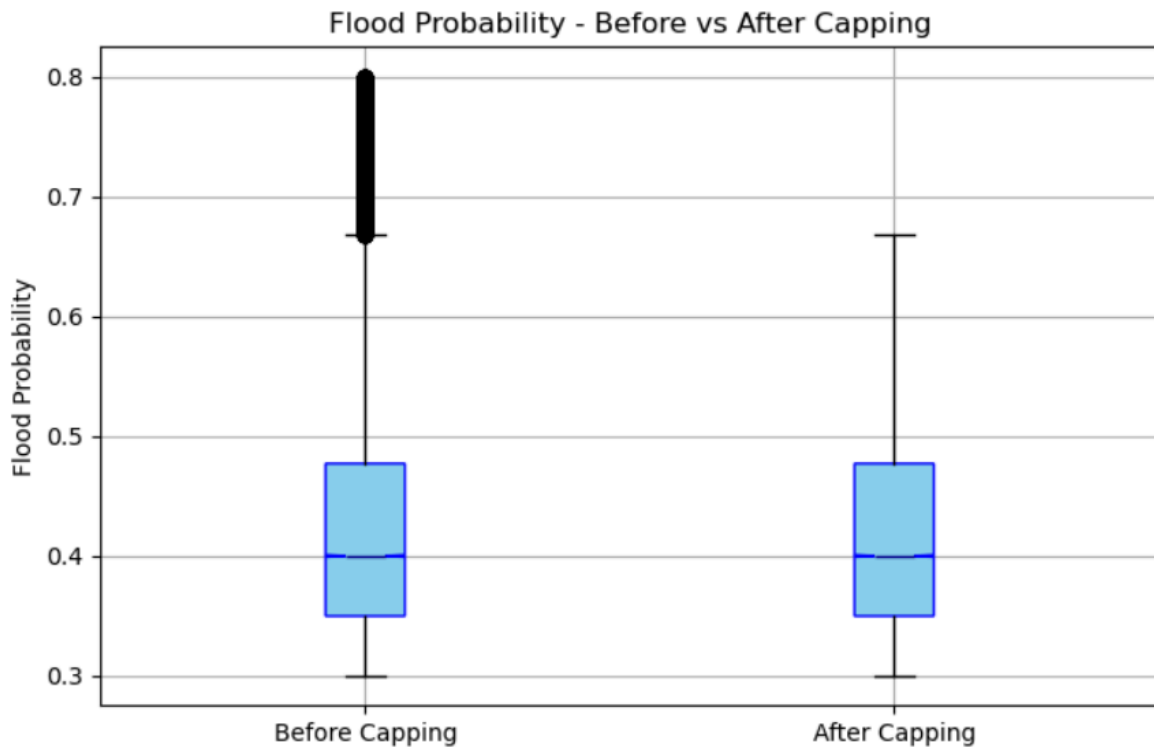 Flood Probability - Before vs After Capping
Flood Probability
0.8
0.7
0.6
0.5
0.4
0.3
Before Capping
After Capping